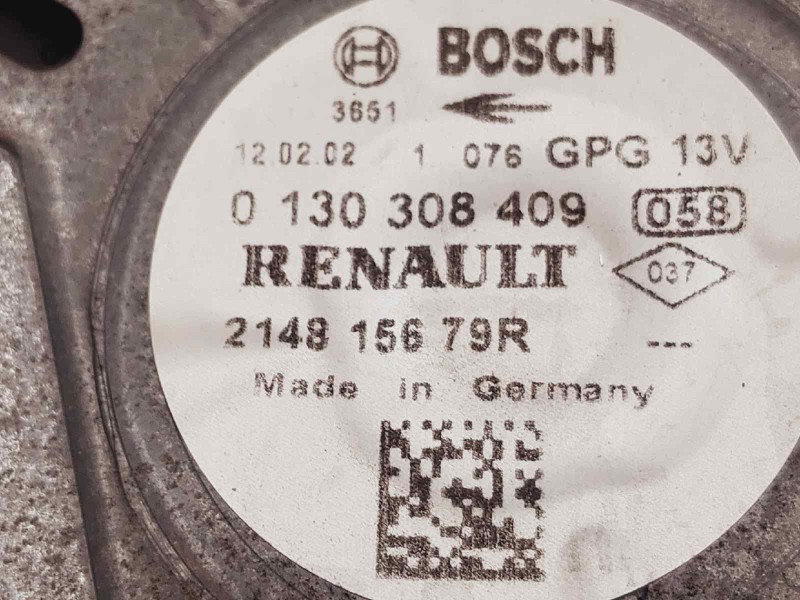 BOSCH
3651
12.02.02 1 076 GPG 13V
0 130 308 409 058
RENAULT 037
2148 156 79R ---
Made in Germany